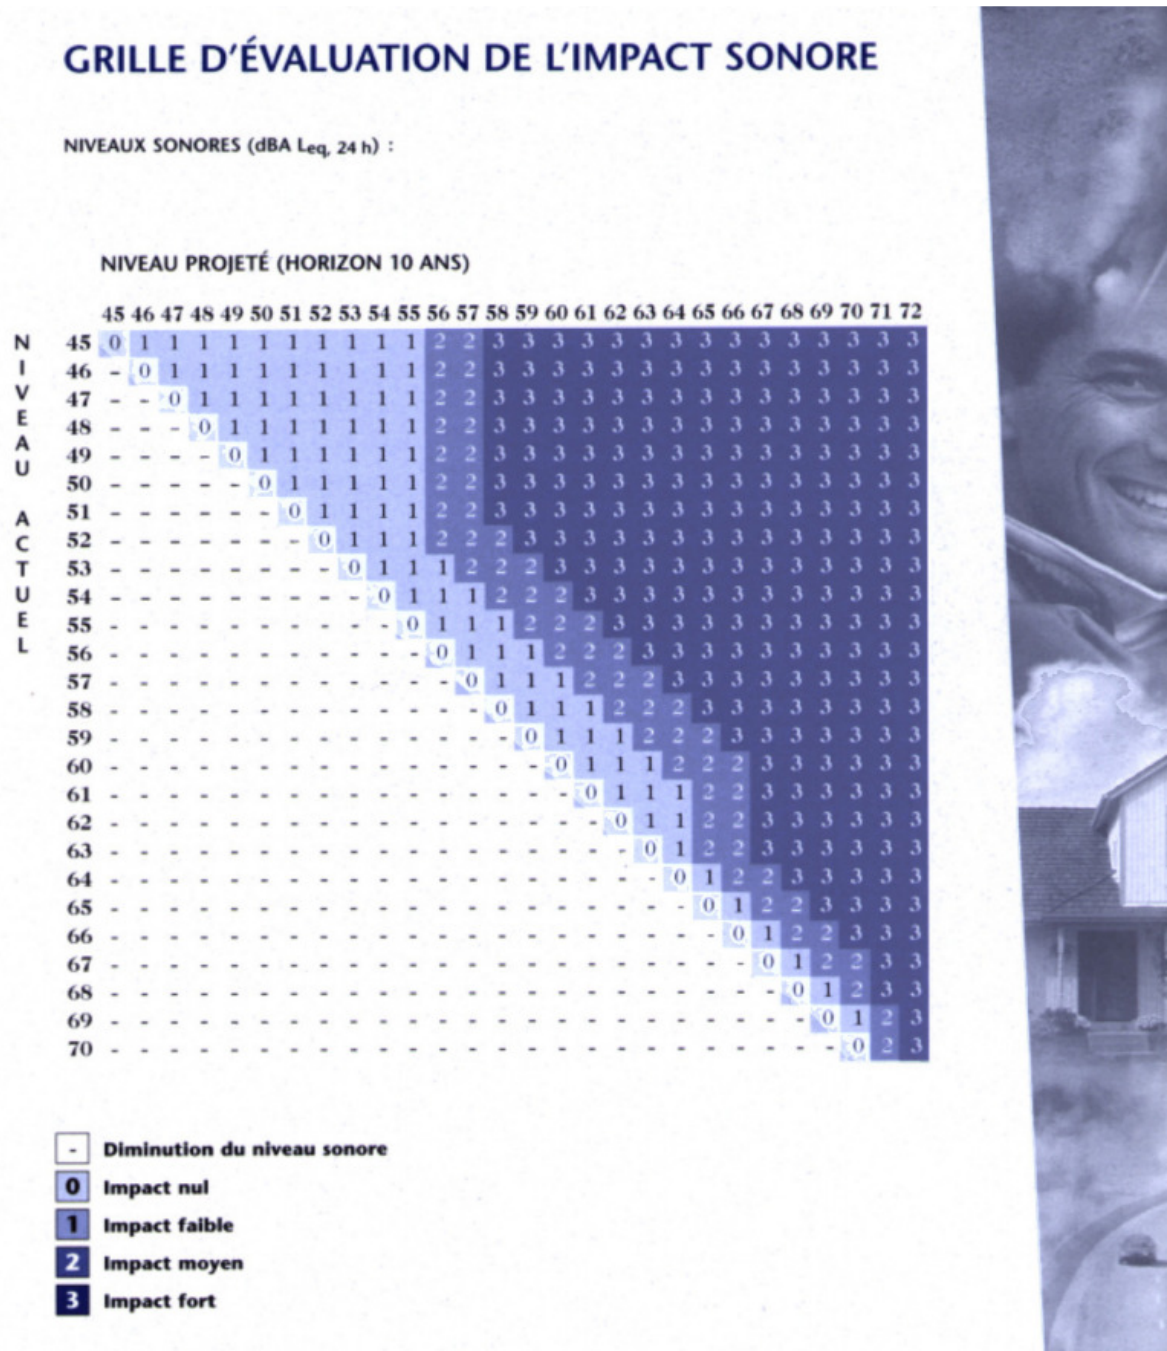 GRILLE D'ÉVALUATION DE L'IMPACT SONORE
NIVEAUX SONORES (dBA Leq, 24 h) :
NIVEAU PROJETÉ (HORIZON 10 ANS)
45 46 47 48 49 50 51 52 53 54 55 56 57 58 59 60 61 62 63 64 65 66 67 68 69 70 71 72
NIVEAU ACTUEL
45 0 1 1 1 1 1 1 1 1 1 1 2 2 3 3 3 3 3 3 3 3 3 3 3 3 3 3 3
46 - 0 1 1 1 1 1 1 1 1 1 2 2 3 3 3 3 3 3 3 3 3 3 3 3 3 3 3
47 - - 0 1 1 1 1 1 1 1 1 2 2 3 3 3 3 3 3 3 3 3 3 3 3 3 3 3
48 - - - 0 1 1 1 1 1 1 1 2 2 3 3 3 3 3 3 3 3 3 3 3 3 3 3 3
49 - - - - 0 1 1 1 1 1 1 2 2 3 3 3 3 3 3 3 3 3 3 3 3 3 3 3
50 - - - - - 0 1 1 1 1 1 2 2 3 3 3 3 3 3 3 3 3 3 3 3 3 3 3
51 - - - - - - 0 1 1 1 1 2 2 3 3 3 3 3 3 3 3 3 3 3 3 3 3 3
52 - - - - - - - 0 1 1 1 2 2 2 3 3 3 3 3 3 3 3 3 3 3 3 3 3
53 - - - - - - - - 0 1 1 1 2 2 2 3 3 3 3 3 3 3 3 3 3 3 3 3
54 - - - - - - - - - 0 1 1 1 2 2 2 3 3 3 3 3 3 3 3 3 3 3 3
55 - - - - - - - - - - 0 1 1 1 2 2 2 3 3 3 3 3 3 3 3 3 3 3
56 - - - - - - - - - - - 0 1 1 1 2 2 2 3 3 3 3 3 3 3 3 3 3
57 - - - - - - - - - - - - 0 1 1 1 2 2 2 3 3 3 3 3 3 3 3 3
58 - - - - - - - - - - - - - 0 1 1 1 2 2 2 3 3 3 3 3 3 3 3
59 - - - - - - - - - - - - - - 0 1 1 1 2 2 2 3 3 3 3 3 3 3
60 - - - - - - - - - - - - - - - 0 1 1 1 2 2 2 3 3 3 3 3 3
61 - - - - - - - - - - - - - - - - 0 1 1 1 2 2 3 3 3 3 3 3
62 - - - - - - - - - - - - - - - - - 0 1 1 2 2 3 3 3 3 3 3
63 - - - - - - - - - - - - - - - - - - 0 1 2 2 3 3 3 3 3 3
64 - - - - - - - - - - - - - - - - - - - 0 1 2 2 3 3 3 3 3
65 - - - - - - - - - - - - - - - - - - - - 0 1 2 2 3 3 3 3
66 - - - - - - - - - - - - - - - - - - - - - 0 1 2 2 3 3 3
67 - - - - - - - - - - - - - - - - - - - - - - 0 1 2 2 3 3
68 - - - - - - - - - - - - - - - - - - - - - - - 0 1 2 3 3
69 - - - - - - - - - - - - - - - - - - - - - - - - 0 1 2 3
70 - - - - - - - - - - - - - - - - - - - - - - - - - 0 2 3
- Diminution du niveau sonore
0 Impact nul
1 Impact faible
2 Impact moyen
3 Impact fort